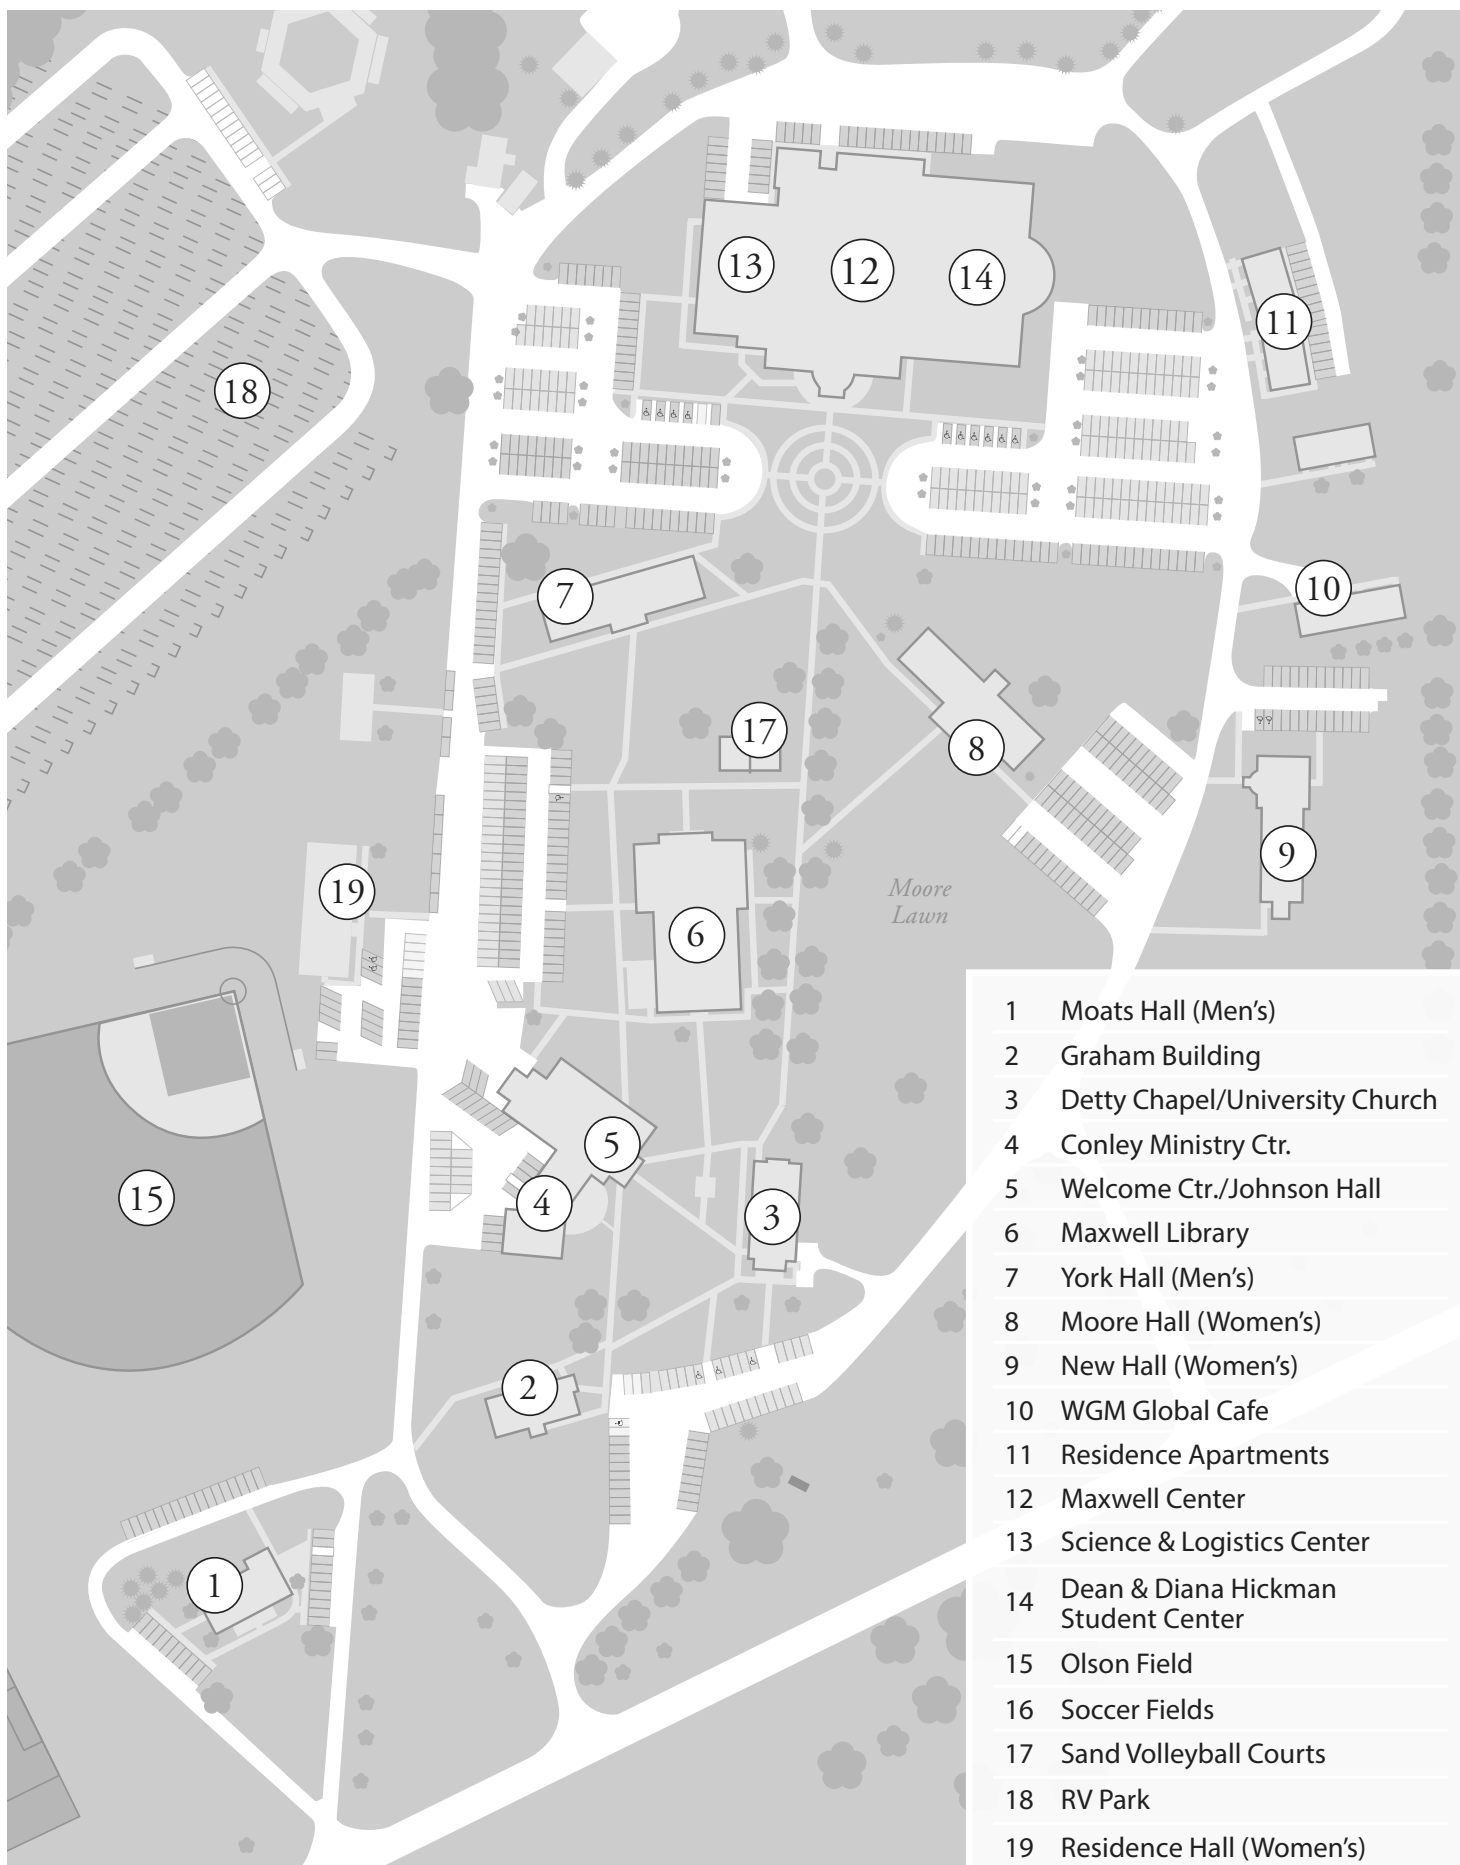 13
12
14
11
18
7
10
17
8
9
19
6
Moore
Lawn
5
15
4
3
2
1
1 Moats Hall (Men's)
2 Graham Building
3 Detty Chapel/University Church
4 Conley Ministry Ctr.
5 Welcome Ctr./Johnson Hall
6 Maxwell Library
7 York Hall (Men's)
8 Moore Hall (Women's)
9 New Hall (Women's)
10 WGM Global Cafe
11 Residence Apartments
12 Maxwell Center
13 Science & Logistics Center
14 Dean & Diana Hickman
Student Center
15 Olson Field
16 Soccer Fields
17 Sand Volleyball Courts
18 RV Park
19 Residence Hall (Women's)